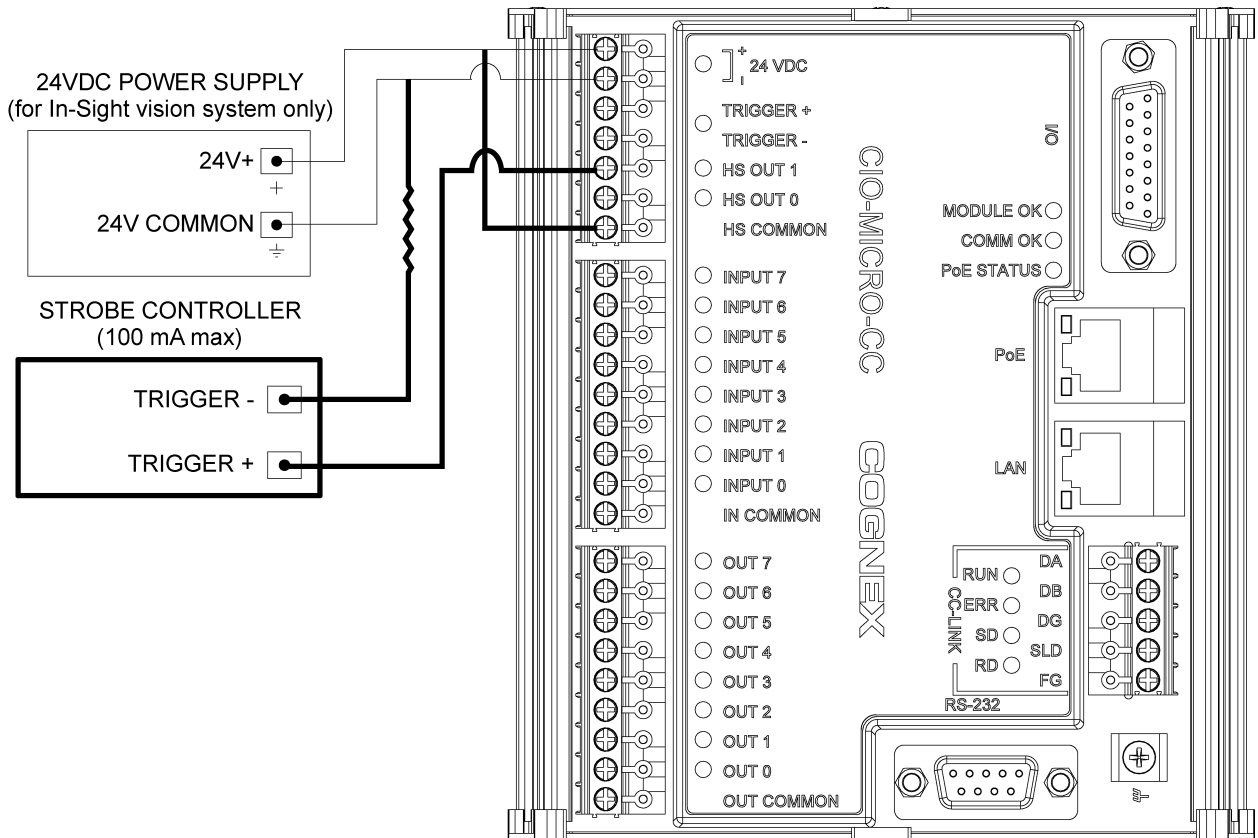 24VDC POWER SUPPLY
(for In-Sight vision system only)
24V+
+
24V COMMON
STROBE CONTROLLER
(100 mA max)
TRIGGER -
TRIGGER +
+
24 VDC
-
TRIGGER +
TRIGGER -
HS OUT 1
HS OUT 0
HS COMMON
INPUT 7
INPUT 6
INPUT 5
INPUT 4
INPUT 3
INPUT 2
INPUT 1
INPUT 0
IN COMMON
OUT 7
OUT 6
OUT 5
OUT 4
OUT 3
OUT 2
OUT 1
OUT 0
OUT COMMON
CIO-MICRO-CC
COGNEX
I/O
MODULE OK
COMM OK
PoE STATUS
PoE
LAN
CC-LINK
RUN
ERR
SD
RD
DA
DB
DG
SLD
FG
RS-232